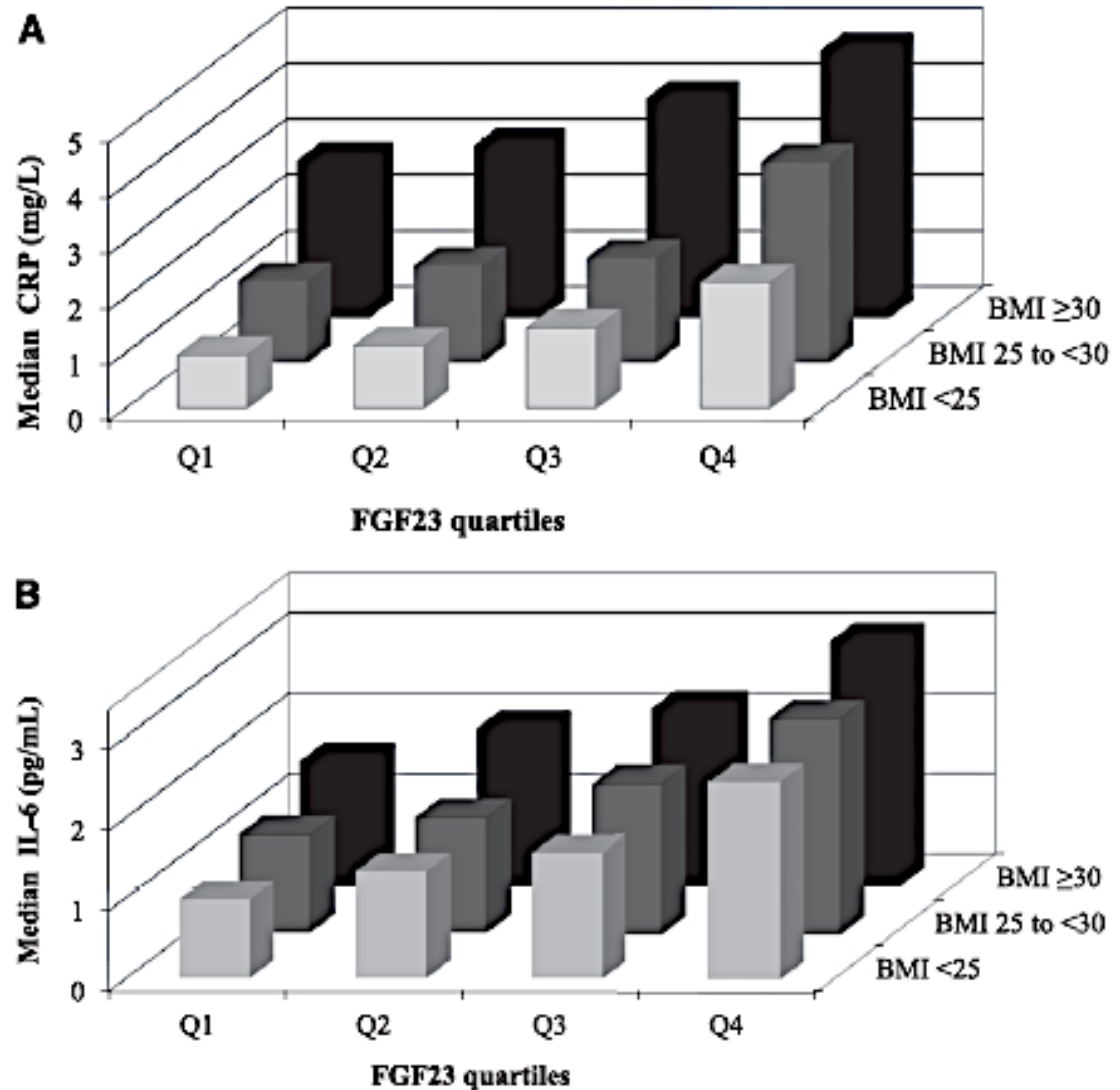 A
Median CRP (mg/L)
5
4
3
2
1
0
Q1 Q2 Q3 Q4
BMI ≥30
BMI 25 to <30
BMI <25
FGF23 quartiles
B
Median IL-6 (pg/mL)
3
2
1
0
Q1 Q2 Q3 Q4
BMI ≥30
BMI 25 to <30
BMI <25
FGF23 quartiles